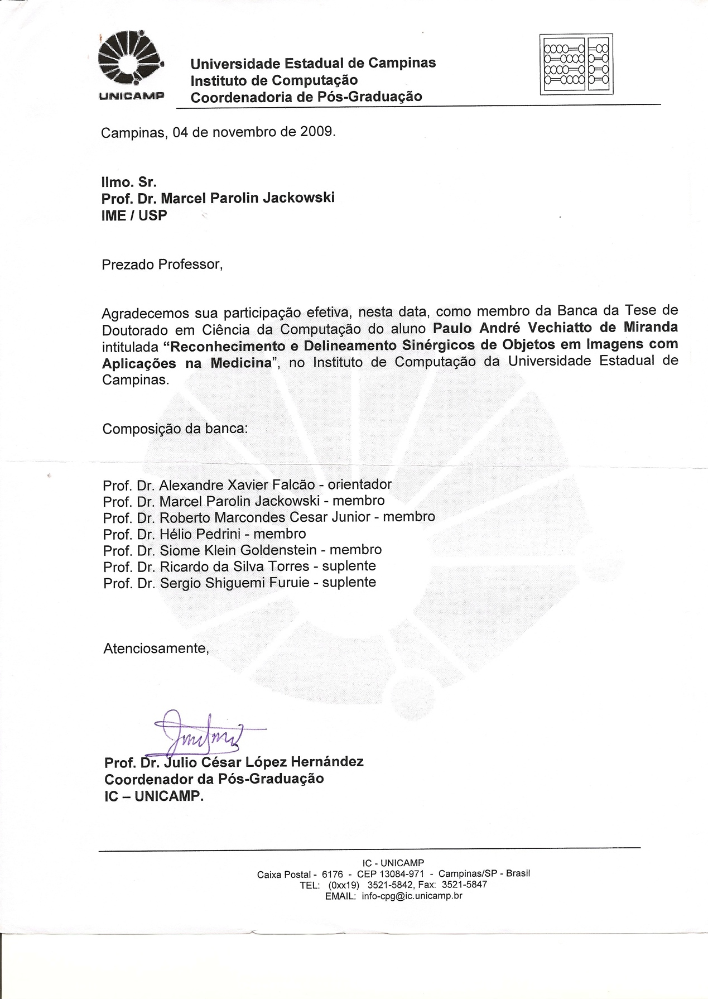 UNICAMP
Universidade Estadual de Campinas
Instituto de Computação
Coordenadoria de Pós-Graduação
Campinas, 04 de novembro de 2009.
Ilmo. Sr.
Prof. Dr. Marcel Parolin Jackowski
IME / USP
Prezado Professor,
Agradecemos sua participação efetiva, nesta data, como membro da Banca da Tese de
Doutorado em Ciência da Computação do aluno Paulo André Vechiatto de Miranda
intitulada “Reconhecimento e Delineamento Sinérgicos de Objetos em Imagens com
Aplicações na Medicina”, no Instituto de Computação da Universidade Estadual de
Campinas.
Composição da banca:
Prof. Dr. Alexandre Xavier Falcão - orientador
Prof. Dr. Marcel Parolin Jackowski - membro
Prof. Dr. Roberto Marcondes Cesar Junior - membro
Prof. Dr. Hélio Pedrini - membro
Prof. Dr. Siome Klein Goldenstein - membro
Prof. Dr. Ricardo da Silva Torres - suplente
Prof. Dr. Sergio Shiguemi Furuie - suplente
Atenciosamente,
Prof. Dr. Julio César López Hernández
Coordenador da Pós-Graduação
IC – UNICAMP.
IC - UNICAMP
Caixa Postal - 6176 - CEP 13084-971 - Campinas/SP - Brasil
TEL: (0xx19) 3521-5842, Fax: 3521-5847
EMAIL: info-cpg@ic.unicamp.br